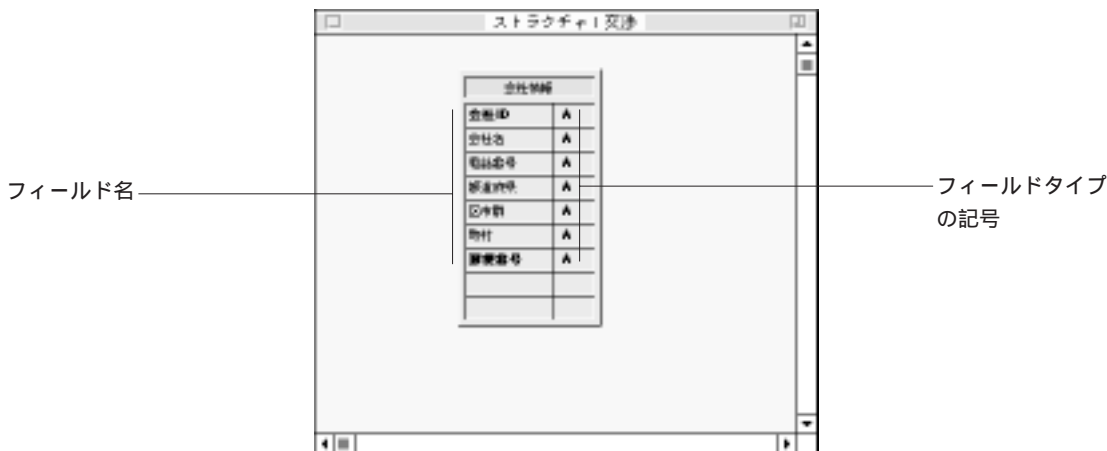 ストラクチャー交渉
会社情報
会社ID A
会社名 A
電話番号 A
都道府県 A
区市郡 A
町村 A
郵便番号 A
フィールド名
フィールドタイプ
の記号